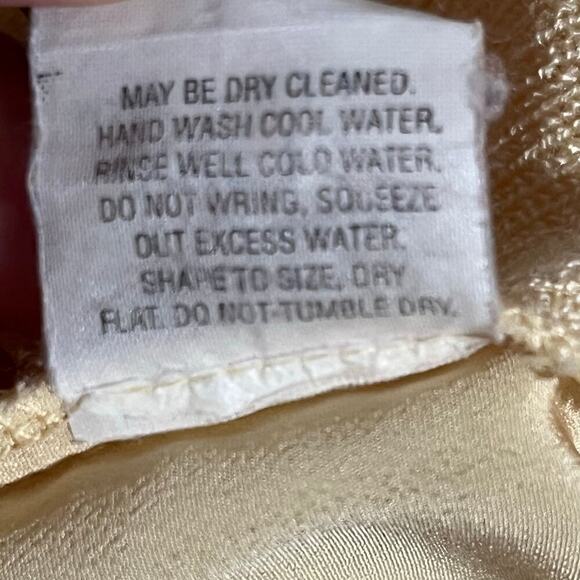 MAY BE DRY CLEANED.
HAND WASH COOL WATER.
RINSE WELL COLD WATER.
DO NOT WRING, SQUEEZE
OUT EXCESS WATER.
SHAPE TO SIZE, DRY
FLAT. DO NOT-TUMBLE DRY.